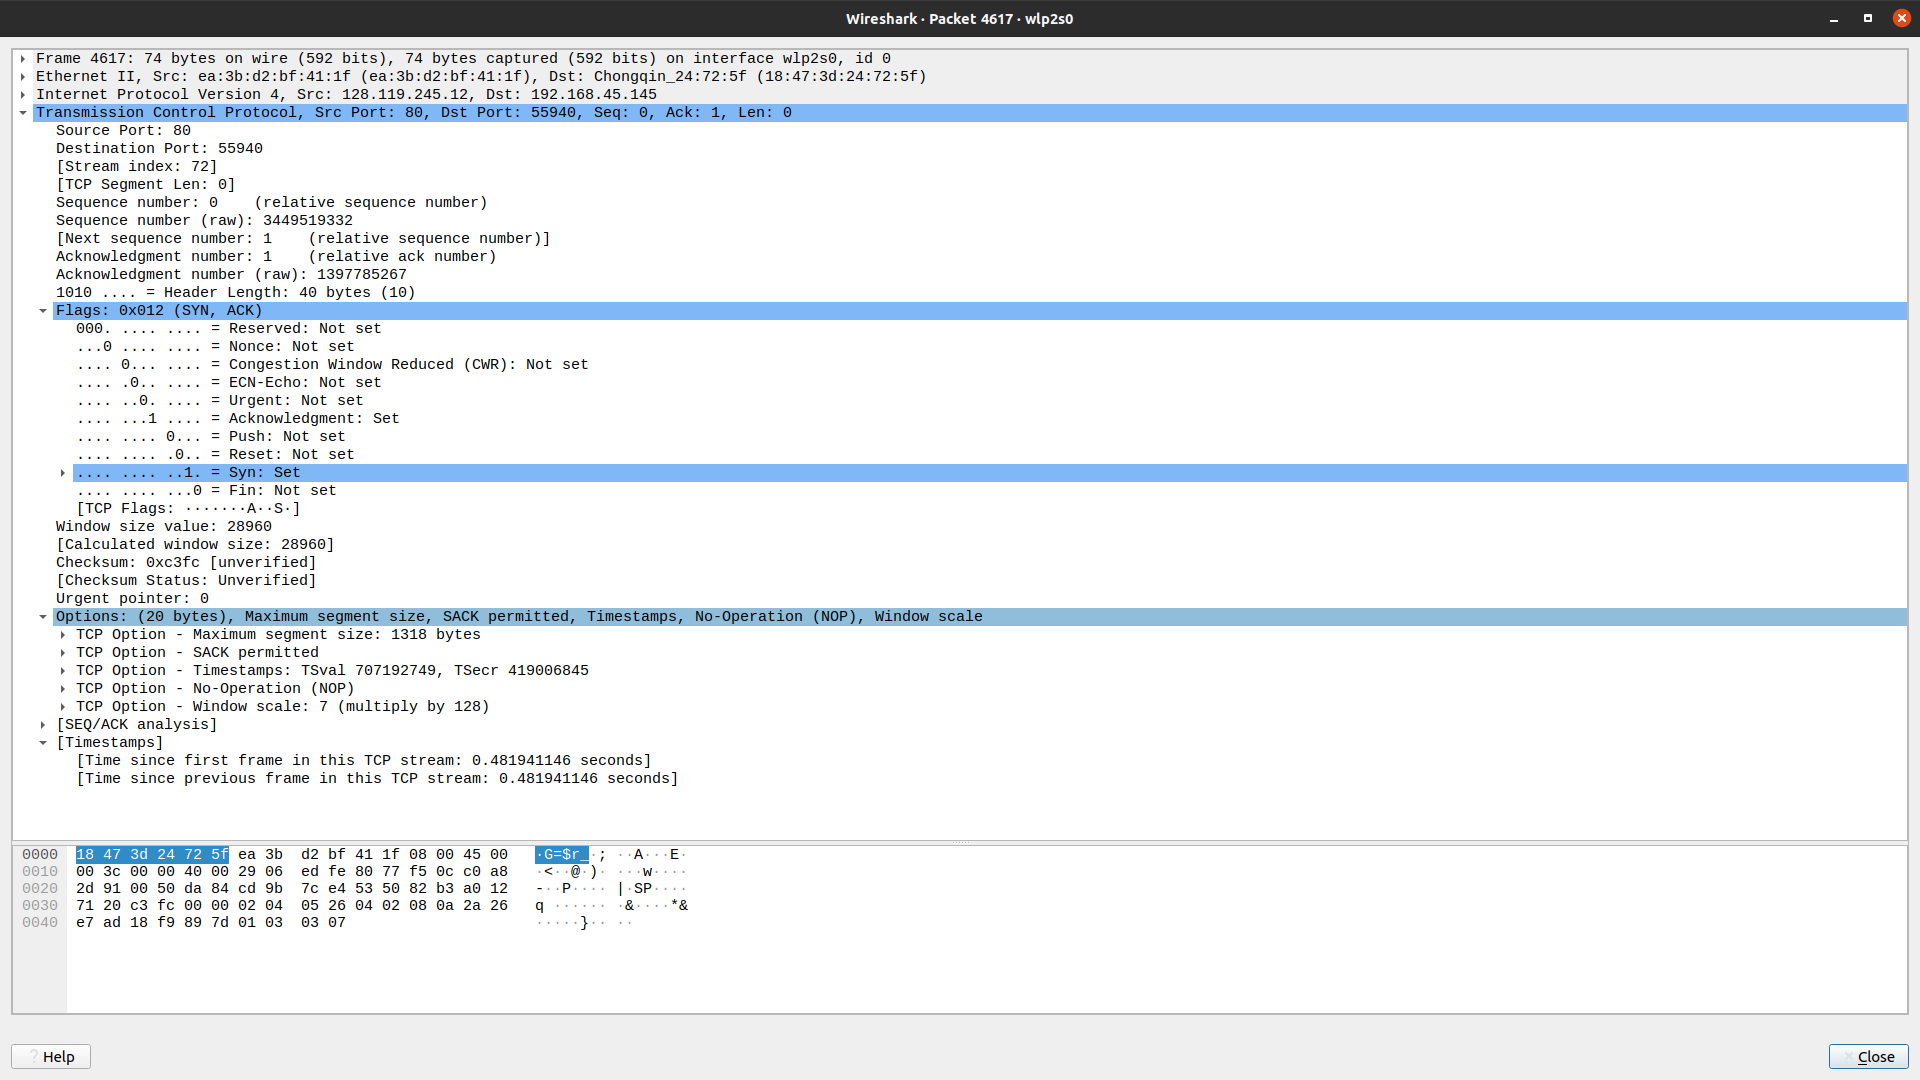 Wireshark · Packet 4617 · wlp2s0
Frame 4617: 74 bytes on wire (592 bits), 74 bytes captured (592 bits) on interface wlp2s0, id 0
Ethernet II, Src: ea:3b:d2:bf:41:1f (ea:3b:d2:bf:41:1f), Dst: Chongqin_24:72:5f (18:47:3d:24:72:5f)
Internet Protocol Version 4, Src: 128.119.245.12, Dst: 192.168.45.145
Transmission Control Protocol, Src Port: 80, Dst Port: 55940, Seq: 0, Ack: 1, Len: 0
Source Port: 80
Destination Port: 55940
[Stream index: 72]
[TCP Segment Len: 0]
Sequence number: 0    (relative sequence number)
Sequence number (raw): 3449519332
[Next sequence number: 1    (relative sequence number)]
Acknowledgment number: 1    (relative ack number)
Acknowledgment number (raw): 1397785267
1010 .... = Header Length: 40 bytes (10)
Flags: 0x012 (SYN, ACK)
000. .... .... = Reserved: Not set
...0 .... .... = Nonce: Not set
.... 0... .... = Congestion Window Reduced (CWR): Not set
.... .0.. .... = ECN-Echo: Not set
.... ..0. .... = Urgent: Not set
.... ...1 .... = Acknowledgment: Set
.... .... 0... = Push: Not set
.... .... .0.. = Reset: Not set
.... .... ..1. = Syn: Set
.... .... ...0 = Fin: Not set
[TCP Flags: ·······A··S·]
Window size value: 28960
[Calculated window size: 28960]
Checksum: 0xc3fc [unverified]
[Checksum Status: Unverified]
Urgent pointer: 0
Options: (20 bytes), Maximum segment size, SACK permitted, Timestamps, No-Operation (NOP), Window scale
TCP Option - Maximum segment size: 1318 bytes
TCP Option - SACK permitted
TCP Option - Timestamps: TSval 707192749, TSecr 419006845
TCP Option - No-Operation (NOP)
TCP Option - Window scale: 7 (multiply by 128)
[SEQ/ACK analysis]
[Timestamps]
[Time since first frame in this TCP stream: 0.481941146 seconds]
[Time since previous frame in this TCP stream: 0.481941146 seconds]
0000 18 47 3d 24 72 5f ea 3b  d2 bf 41 1f 08 00 45 00 ·G=$r_·; ··A···E·
0010 00 3c 00 00 40 00 29 06  ed fe 80 77 f5 0c c0 a8 ·<··@·)· ···w····
0020 2d 91 00 50 da 84 cd 9b  7c e4 53 50 82 b3 a0 12 -··P···· |·SP····
0030 71 20 c3 fc 00 00 02 04  05 26 04 02 08 0a 2a 26 q ······ ·&····*&
0040 e7 ad 18 f9 89 7d 01 03  03 07 ·····}·· ··
Help
Close